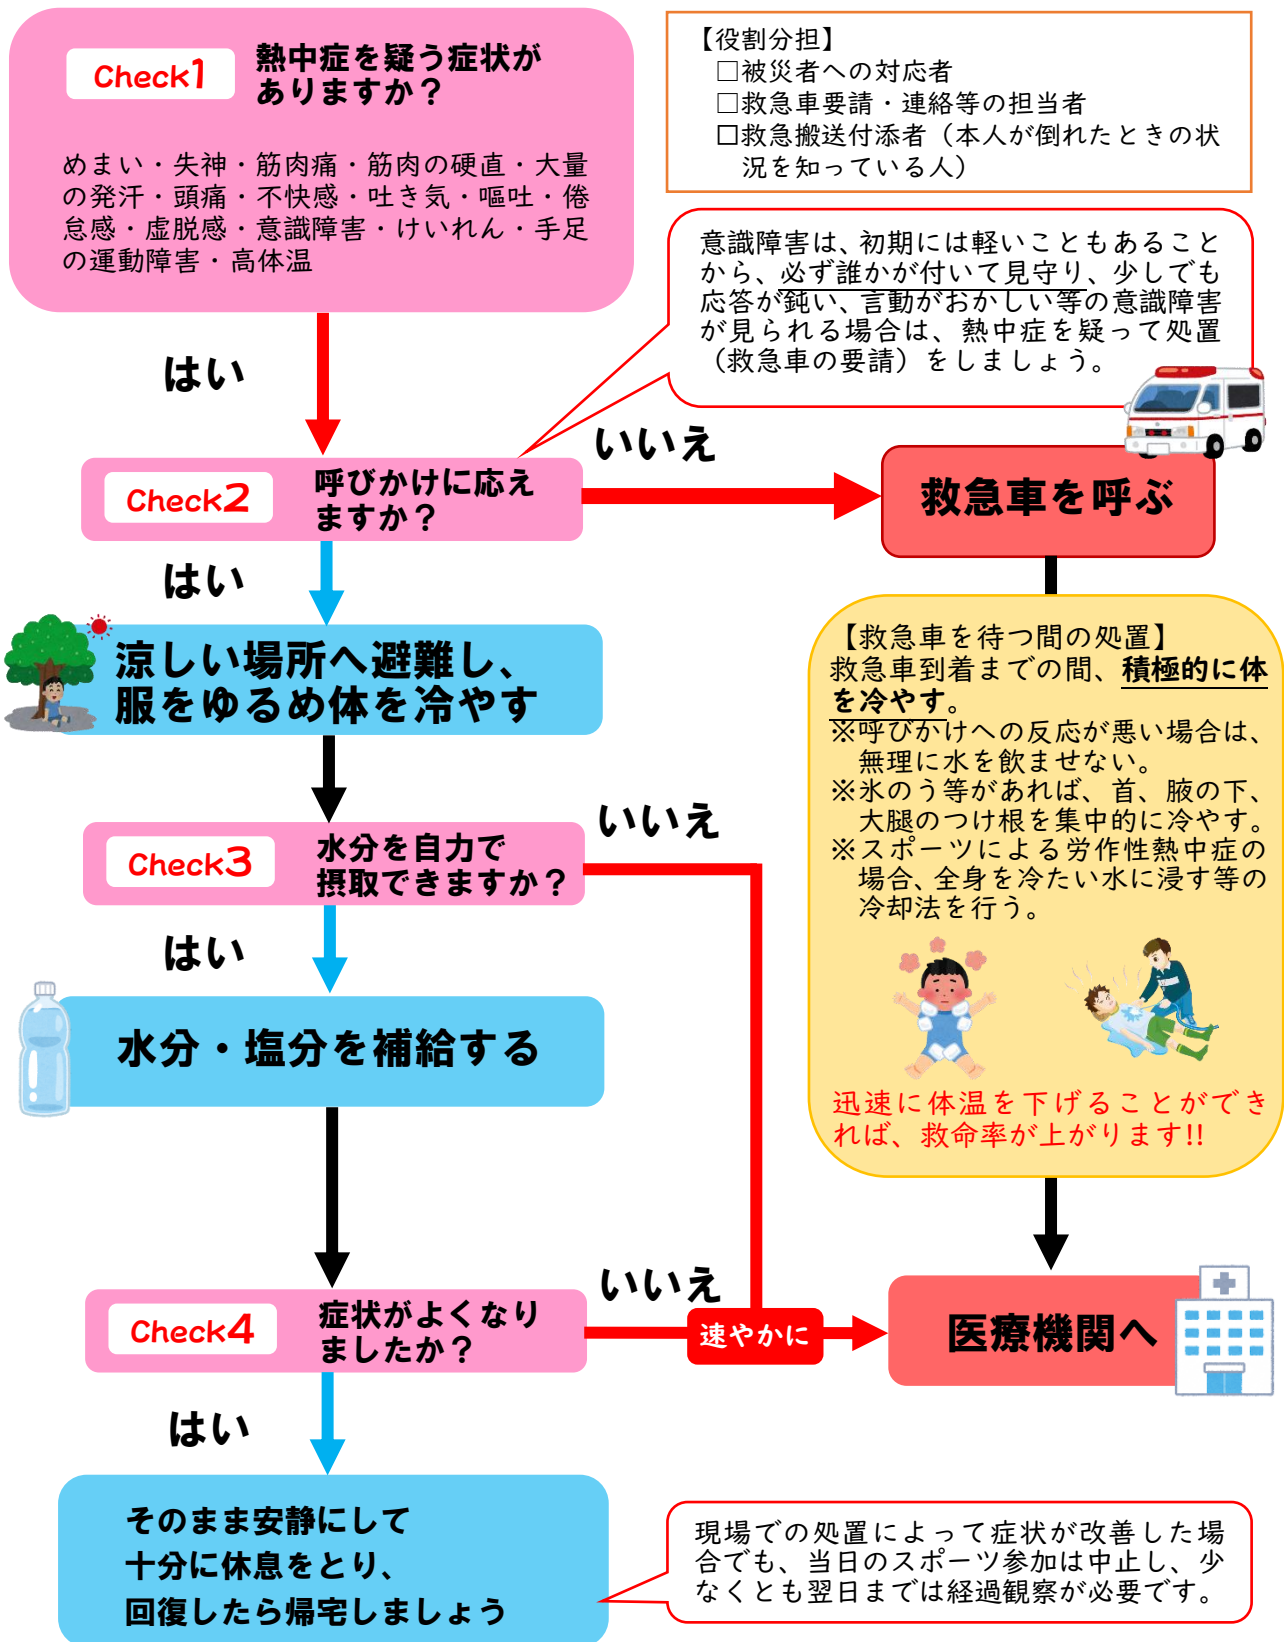 Check1
熱中症を疑う症状が
ありますか？
めまい・失神・筋肉痛・筋肉の硬直・大量
の発汗・頭痛・不快感・吐き気・嘔吐・倦
怠感・虚脱感・意識障害・けいれん・手足
の運動障害・高体温
【役割分担】
□被災者への対応者
□救急車要請・連絡等の担当者
□救急搬送付添者（本人が倒れたときの状
況を知っている人）
意識障害は、初期には軽いこともあること
から、必ず誰かが付いて見守り、少しでも
応答が鈍い、言動がおかしい等の意識障害
が見られる場合は、熱中症を疑って処置
（救急車の要請）をしましょう。
はい
Check2
呼びかけに応え
ますか？
いいえ
救急車を呼ぶ
はい
涼しい場所へ避難し、
服をゆるめ体を冷やす
【救急車を待つ間の処置】
救急車到着までの間、積極的に体
を冷やす。
※呼びかけへの反応が悪い場合は、
無理に水を飲ませない。
※氷のう等があれば、首、腋の下、
大腿のつけ根を集中的に冷やす。
※スポーツによる労作性熱中症の
場合、全身を冷たい水に浸す等の
冷却法を行う。
迅速に体温を下げることができ
れば、救命率が上がります!!
Check3
水分を自力で
摂取できますか？
いいえ
はい
水分・塩分を補給する
Check4
症状がよくなり
ましたか？
いいえ
速やかに
医療機関へ
はい
そのまま安静にして
十分に休息をとり、
回復したら帰宅しましょう
現場での処置によって症状が改善した場
合でも、当日のスポーツ参加は中止し、少
なくとも翌日までは経過観察が必要です。